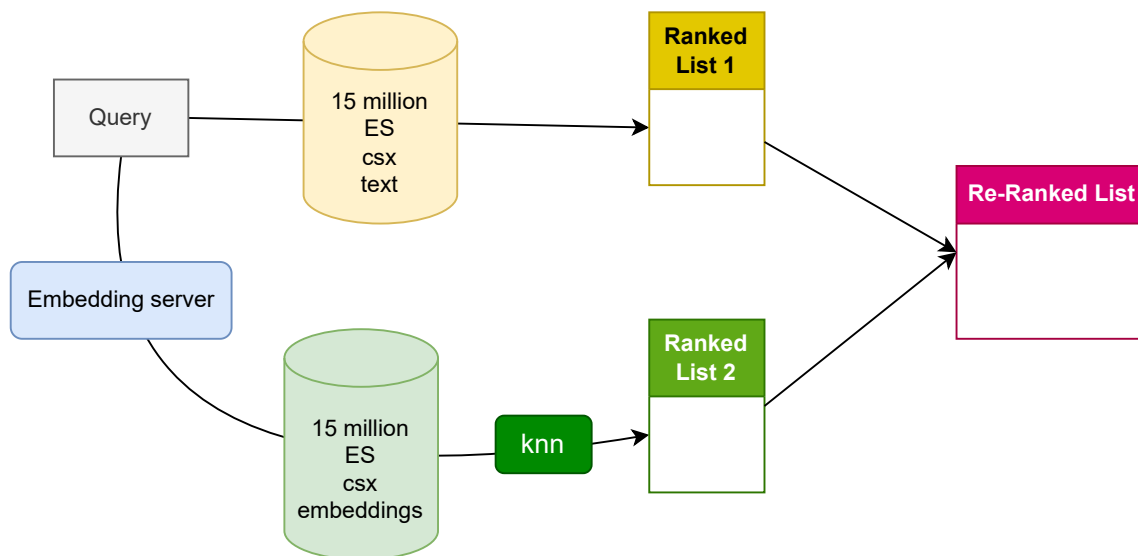 Query
15 million
ES
csx
text
Ranked
List 1
Re-Ranked List
Embedding server
15 million
ES
csx
embeddings
knn
Ranked
List 2